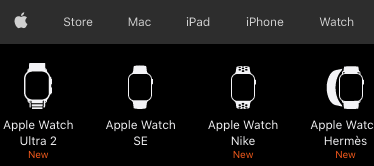 Store Mac iPad iPhone Watch
Apple Watch Ultra 2 New
Apple Watch SE
Apple Watch Nike New
Apple Watc Hermès New